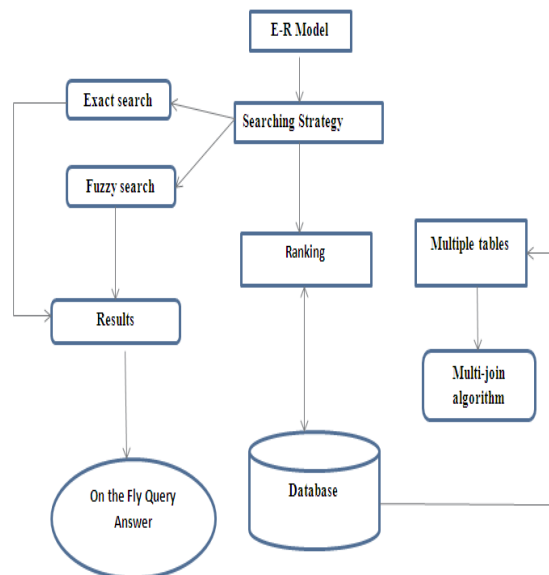 E-R Model
Exact search
Searching Strategy
Fuzzy search
Ranking
Multiple tables
Results
Multi-join
algorithm
On the Fly Query
Answer
Database